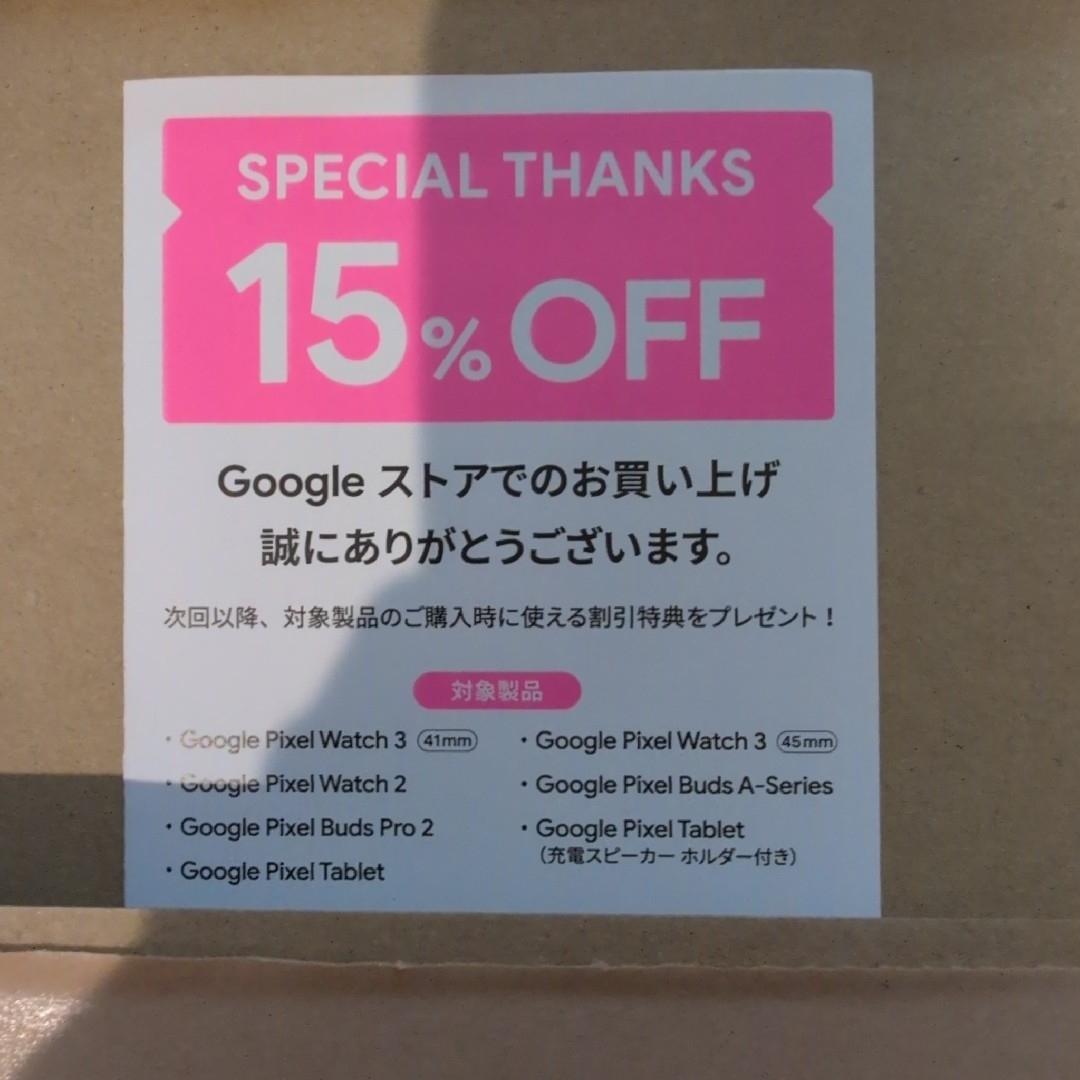 SPECIAL THANKS
15% OFF
Google ストアでのお買い上げ
誠にありがとうございます。
次回以降、対象製品のご購入時に使える割引特典をプレゼント！
対象製品
・Google Pixel Watch 3 41mm
・Google Pixel Watch 2
・Google Pixel Buds Pro 2
・Google Pixel Tablet
・Google Pixel Watch 3 45mm
・Google Pixel Buds A-Series
・Google Pixel Tablet
（充電スピーカー ホルダー付き）